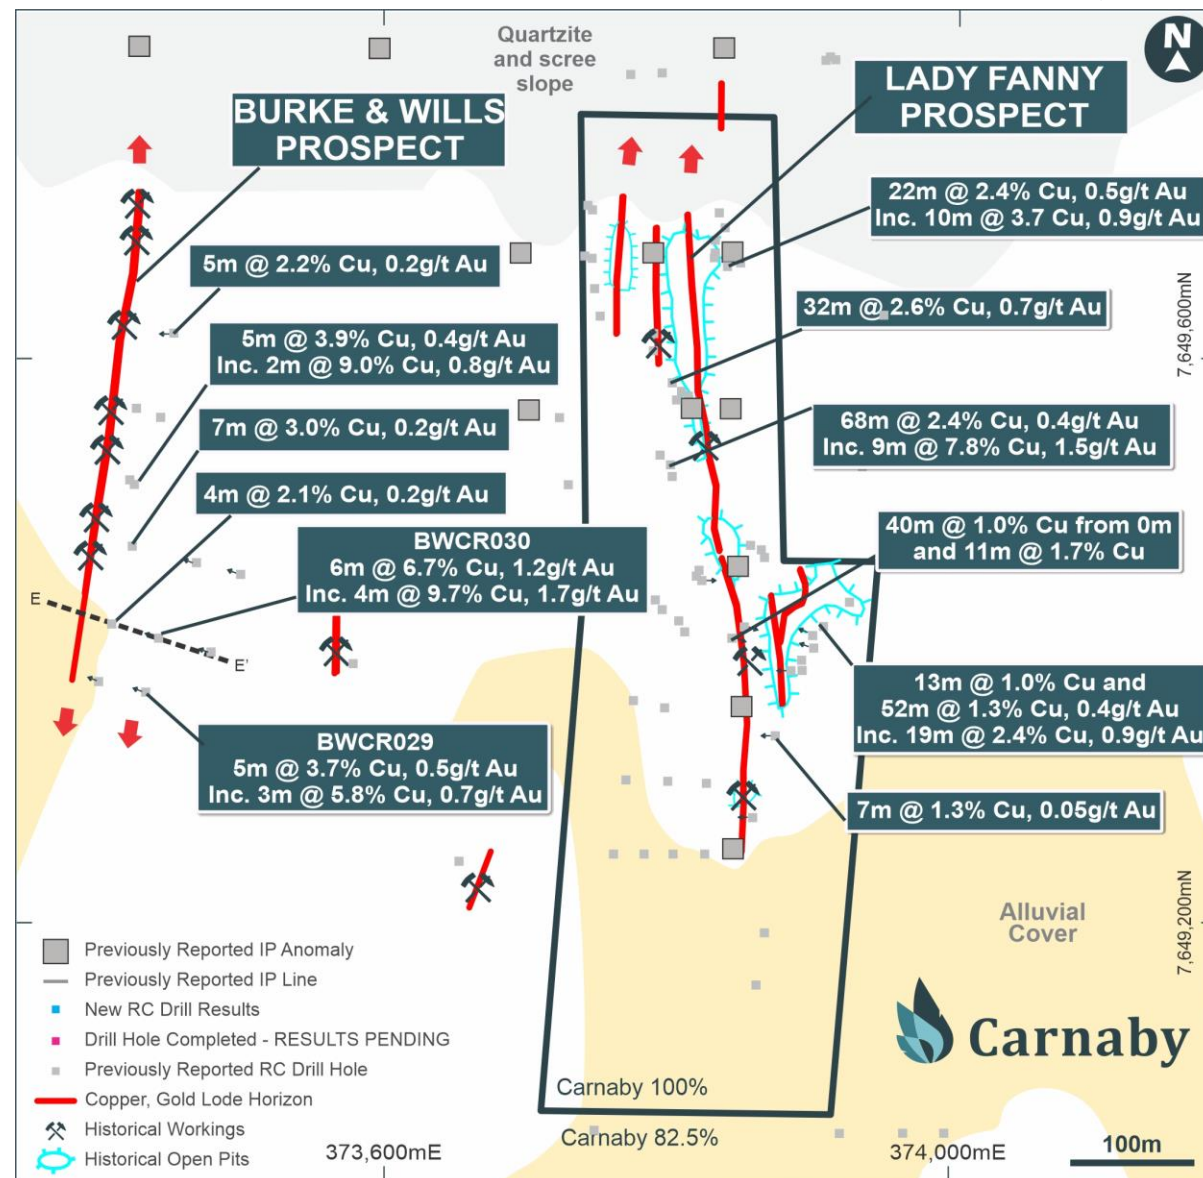 Quartzite
and scree
slope
N
BURKE & WILLS
PROSPECT
LADY FANNY
PROSPECT
22m @ 2.4% Cu, 0.5g/t Au
Inc. 10m @ 3.7 Cu, 0.9g/t Au
5m @ 2.2% Cu, 0.2g/t Au
32m @ 2.6% Cu, 0.7g/t Au
7,649,600mN
5m @ 3.9% Cu, 0.4g/t Au
Inc. 2m @ 9.0% Cu, 0.8g/t Au
7m @ 3.0% Cu, 0.2g/t Au
68m @ 2.4% Cu, 0.4g/t Au
Inc. 9m @ 7.8% Cu, 1.5g/t Au
4m @ 2.1% Cu, 0.2g/t Au
40m @ 1.0% Cu from 0m
and 11m @ 1.7% Cu
BWCR030
6m @ 6.7% Cu, 1.2g/t Au
Inc. 4m @ 9.7% Cu, 1.7g/t Au
E
E'
13m @ 1.0% Cu and
52m @ 1.3% Cu, 0.4g/t Au
Inc. 19m @ 2.4% Cu, 0.9g/t Au
BWCR029
5m @ 3.7% Cu, 0.5g/t Au
Inc. 3m @ 5.8% Cu, 0.7g/t Au
7m @ 1.3% Cu, 0.05g/t Au
Alluvial
Cover
7,649,200mN
Previously Reported IP Anomaly
Previously Reported IP Line
New RC Drill Results
Drill Hole Completed - RESULTS PENDING
Previously Reported RC Drill Hole
Copper, Gold Lode Horizon
Historical Workings
Historical Open Pits
Carnaby
Carnaby 100%
Carnaby 82.5%
373,600mE
374,000mE
100m